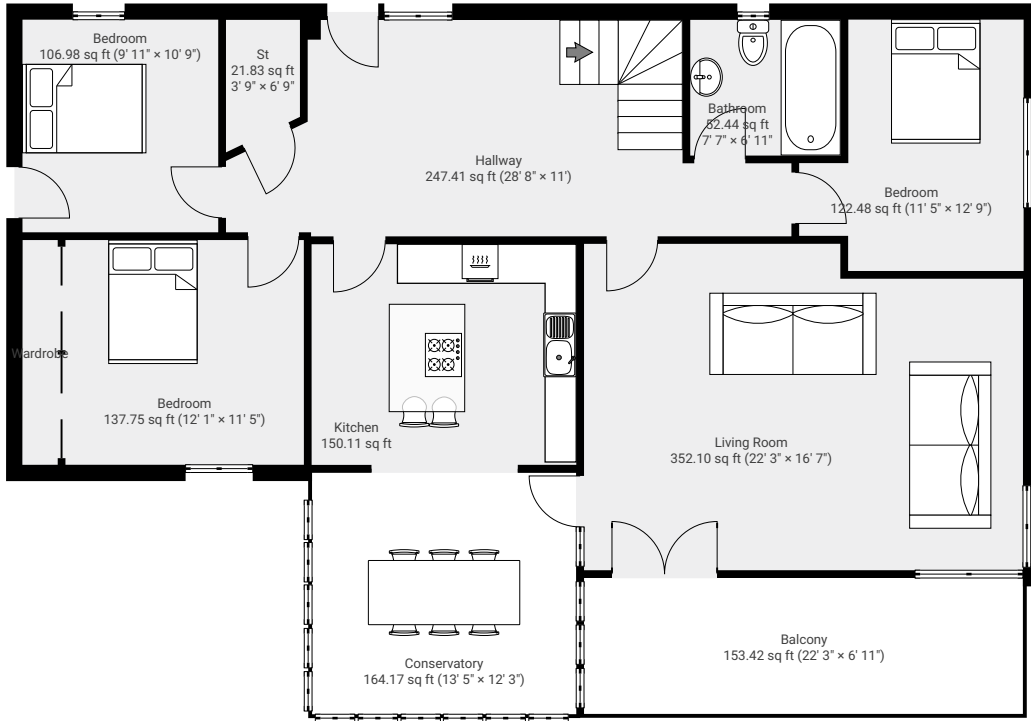 Bedroom
106.98 sq ft (9' 11" × 10' 9")
St
21.83 sq ft
3' 9" × 6' 9"
Hallway
247.41 sq ft (28' 8" × 11')
Bathroom
52.44 sq ft
7' 7" × 6' 11"
Bedroom
122.48 sq ft (11' 5" × 12' 9")
Wardrobe
Bedroom
137.75 sq ft (12' 1" × 11' 5")
Kitchen
150.11 sq ft
Living Room
352.10 sq ft (22' 3" × 16' 7")
Conservatory
164.17 sq ft (13' 5" × 12' 3")
Balcony
153.42 sq ft (22' 3" × 6' 11")